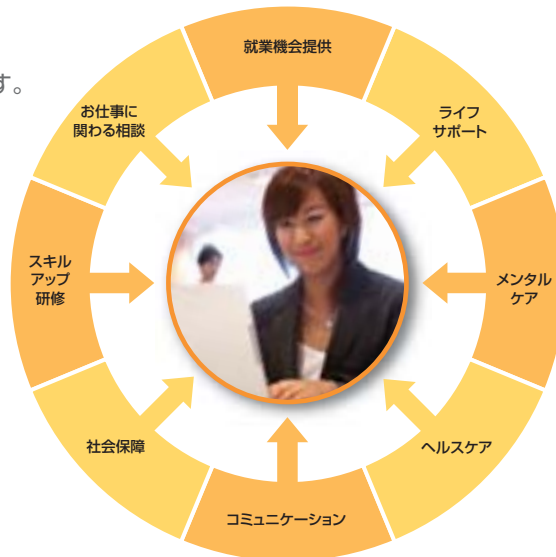 す。
就業機会提供
ライフ
サポート
メンタル
ケア
ヘルスケア
コミュニケーション
社会保障
スキル
アップ
研修
お仕事に
関わる相談